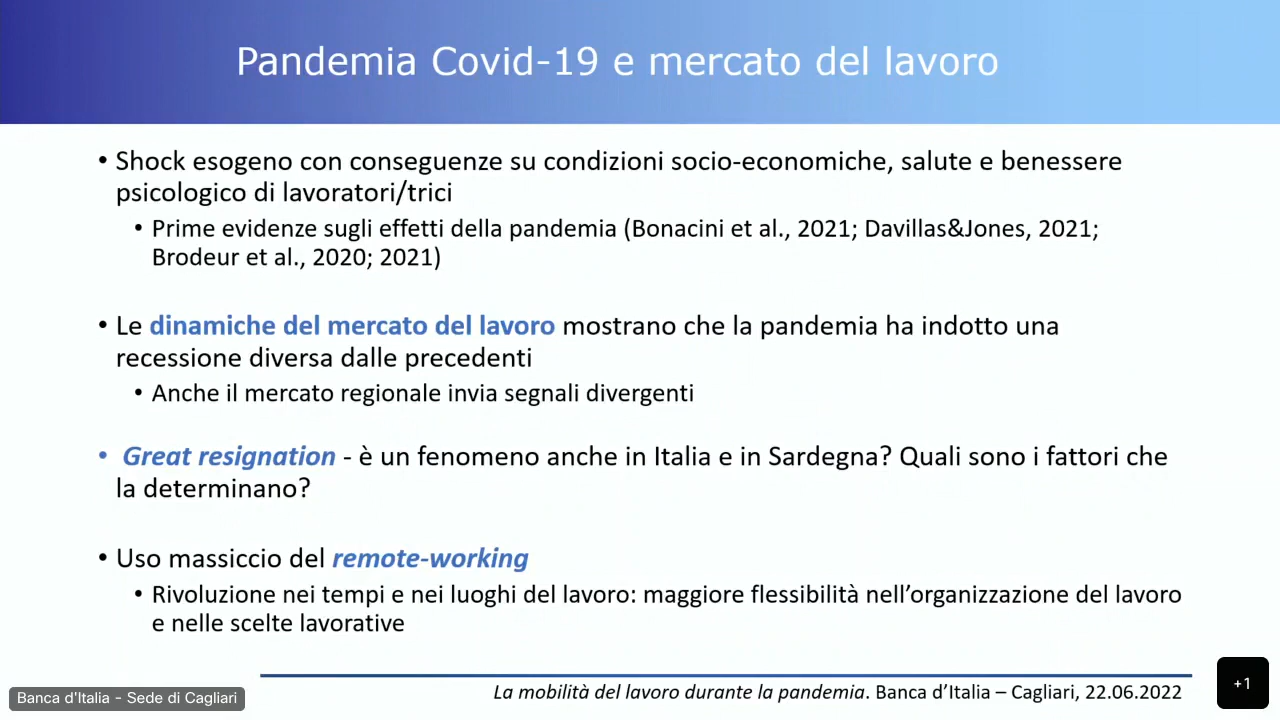 Pandemia Covid-19 e mercato del lavoro
• Shock esogeno con conseguenze su condizioni socio-economiche, salute e benessere
psicologico di lavoratori/trici
• Prime evidenze sugli effetti della pandemia (Bonacini et al., 2021; Davillas&Jones, 2021;
Brodeur et al., 2020; 2021)
• Le dinamiche del mercato del lavoro mostrano che la pandemia ha indotto una
recessione diversa dalle precedenti
• Anche il mercato regionale invia segnali divergenti
• Great resignation - è un fenomeno anche in Italia e in Sardegna? Quali sono i fattori che
la determinano?
• Uso massiccio del remote-working
• Rivoluzione nei tempi e nei luoghi del lavoro: maggiore flessibilità nell’organizzazione del lavoro
e nelle scelte lavorative
La mobilità del lavoro durante la pandemia. Banca d’Italia – Cagliari, 22.06.2022
Banca d'Italia - Sede di Cagliari
+1